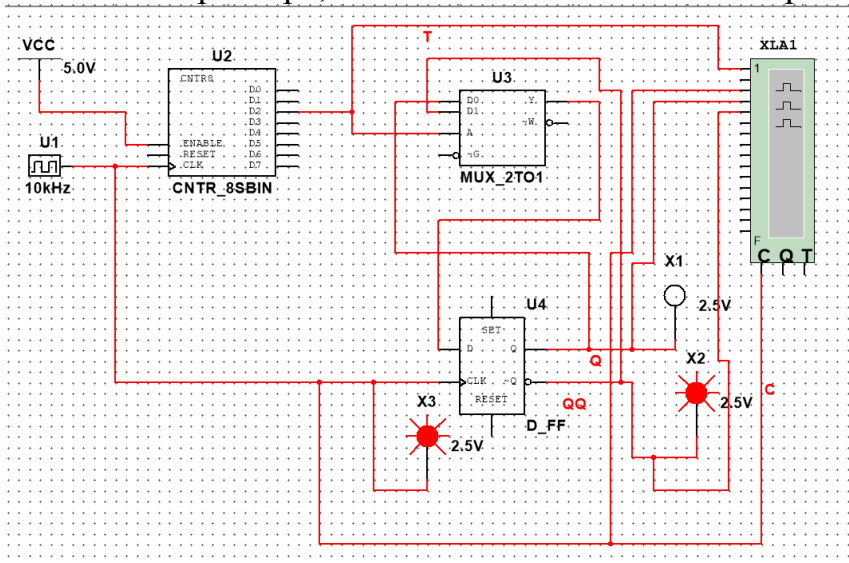 T
VCC
5.0V
U2
CNTR8
D0
D1
D2
D3
D4
D5
D6
D7
ENABLE
RESET
CLK
CNTR_8SBIN
U1
10kHz
U3
D0
D1
A
~G
Y
~W
MUX_2TO1
XLA1
1
F
C Q T
X1
2.5V
U4
SET
D
Q
CLK
~Q
RESET
D_FF
Q
QQ
X2
2.5V
C
X3
2.5V